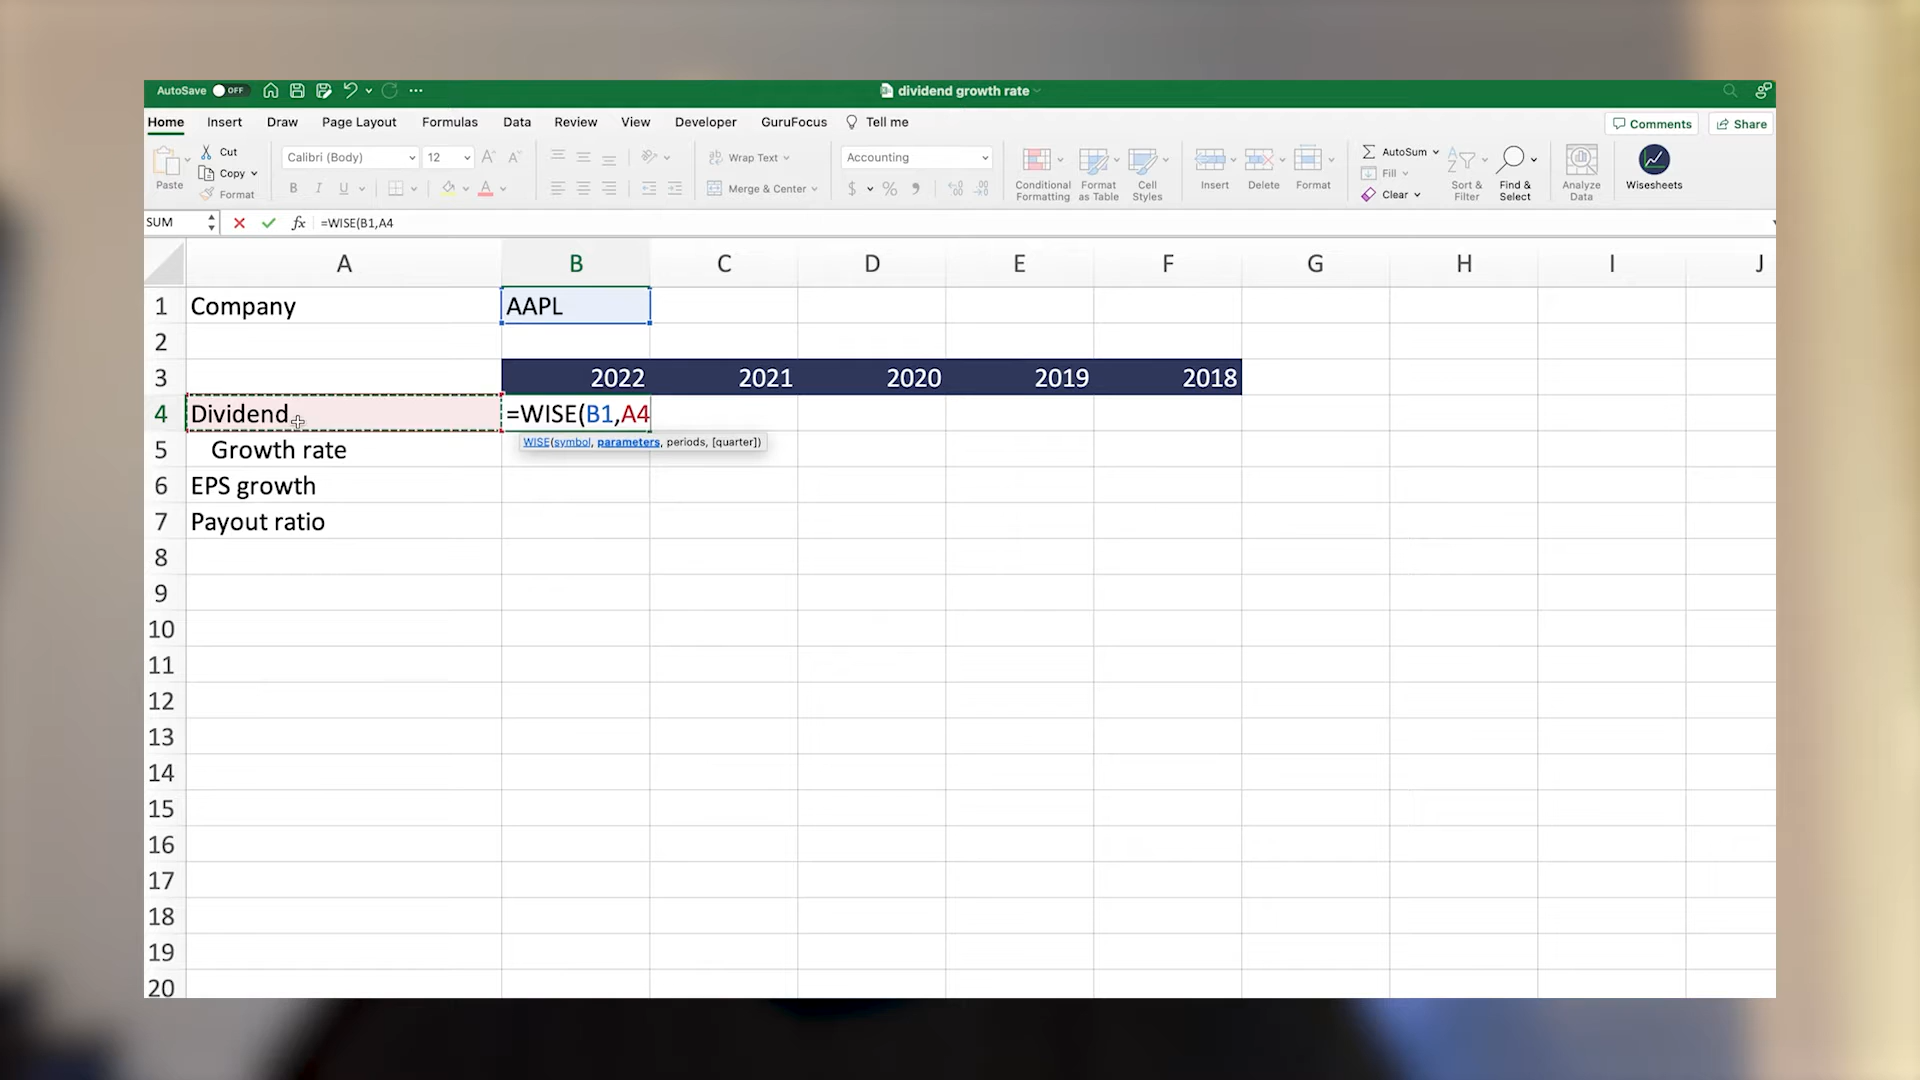 AutoSave OFF dividend growth rate
Home Insert Draw Page Layout Formulas Data Review View Developer GuruFocus Tell me Comments Share
Paste Cut Copy Format
Calibri (Body) 12
B I U A
Wrap Text
Merge & Center
Accounting
$ %
Conditional Formatting
Format as Table
Cell Styles
Insert Delete Format
AutoSum
Fill
Clear
Sort & Filter
Find & Select
Analyze Data
Wisesheets
SUM fx =WISE(B1,A4
A B C D E F G H I J
1 Company AAPL
2
3 2022 2021 2020 2019 2018
4 Dividend =WISE(B1,A4
WISE(symbol, parameters, periods, [quarter])
5 Growth rate
6 EPS growth
7 Payout ratio
8
9
10
11
12
13
14
15
16
17
18
19
20